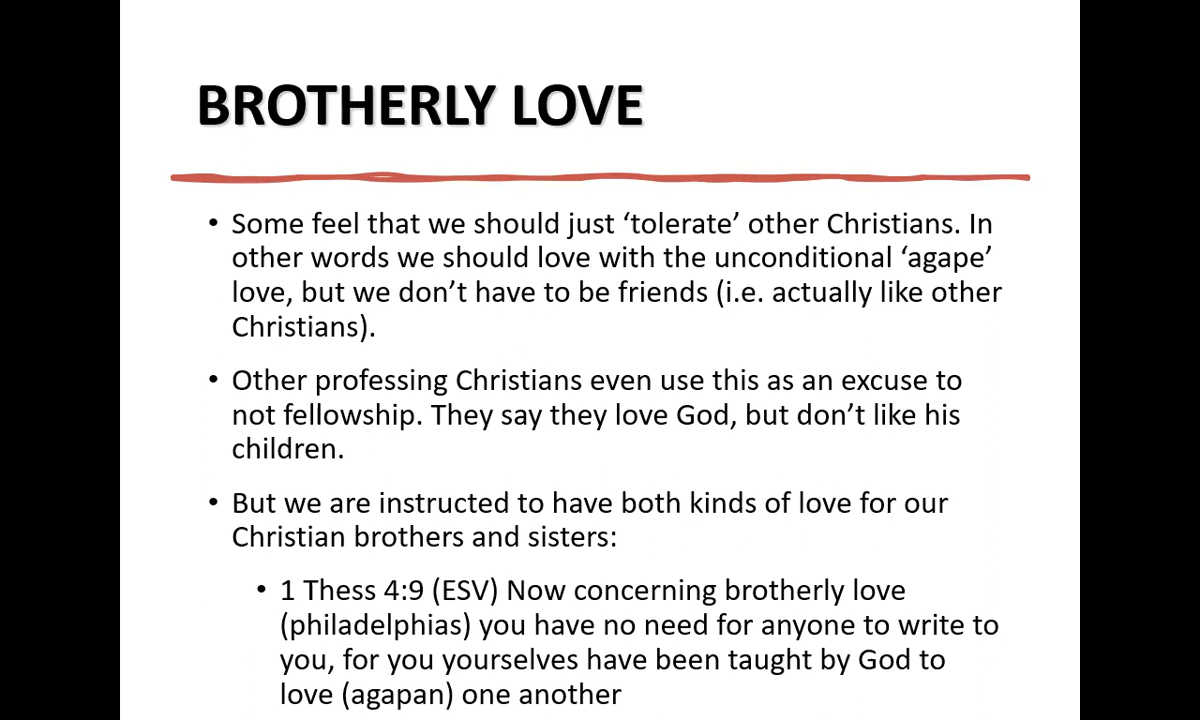 BROTHERLY LOVE
• Some feel that we should just ‘tolerate’ other Christians. In
other words we should love with the unconditional ‘agape’
love, but we don’t have to be friends (i.e. actually like other
Christians).
• Other professing Christians even use this as an excuse to
not fellowship. They say they love God, but don’t like his
children.
• But we are instructed to have both kinds of love for our
Christian brothers and sisters:
• 1 Thess 4:9 (ESV) Now concerning brotherly love
(philadelphias) you have no need for anyone to write to
you, for you yourselves have been taught by God to
love (agapan) one another